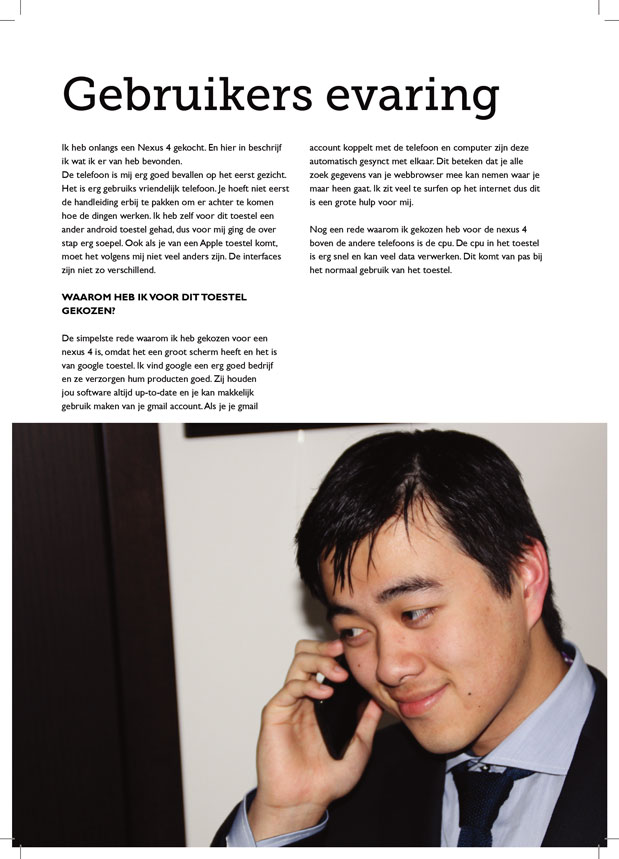 Gebruikers evaring
Ik heb onlangs een Nexus 4 gekocht. En hier in beschrijf
ik wat ik er van heb bevonden.
De telefoon is mij erg goed bevallen op het eerst gezicht.
Het is erg gebruiks vriendelijk telefoon. Je hoeft niet eerst
de handleiding erbij te pakken om er achter te komen
hoe de dingen werken. Ik heb zelf voor dit toestel een
ander android toestel gehad, dus voor mij ging de over
stap erg soepel. Ook als je van een Apple toestel komt,
moet het volgens mij niet veel anders zijn. De interfaces
zijn niet zo verschillend.
WAAROM HEB IK VOOR DIT TOESTEL
GEKOZEN?
De simpelste rede waarom ik heb gekozen voor een
nexus 4 is, omdat het een groot scherm heeft en het is
van google toestel. Ik vind google een erg goed bedrijf
en ze verzorgen hum producten goed. Zij houden
jou software altijd up-to-date en je kan makkelijk
gebruik maken van je gmail account. Als je je gmail
account koppelt met de telefoon en computer zijn deze
automatisch gesynct met elkaar. Dit beteken dat je alle
zoek gegevens van je webbrowser mee kan nemen waar je
maar heen gaat. Ik zit veel te surfen op het internet dus dit
is een grote hulp voor mij.
Nog een rede waarom ik gekozen heb voor de nexus 4
boven de andere telefoons is de cpu. De cpu in het toestel
is erg snel en kan veel data verwerken. Dit komt van pas bij
het normaal gebruik van het toestel.